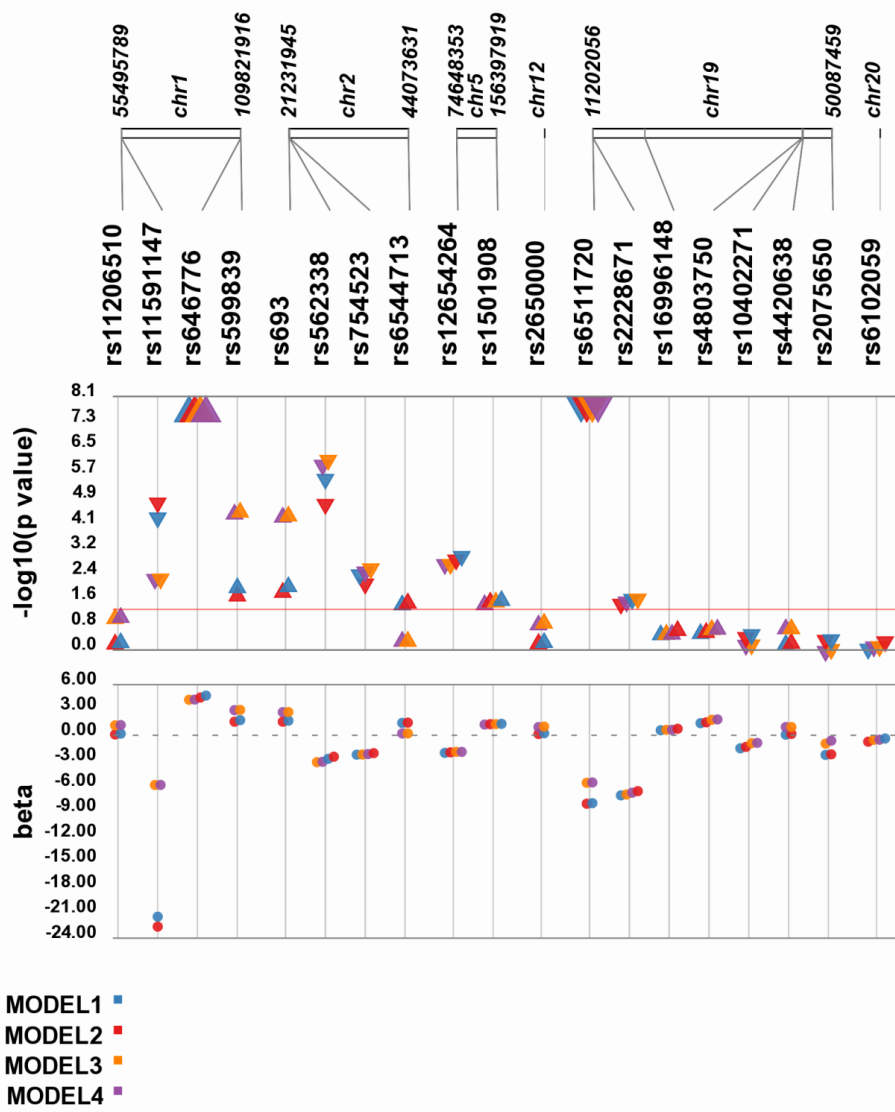 55495789
chr1
109821916
21231945
chr2
44073631
74648353
chr5
156397919
chr12
11202056
chr19
50087459
chr20
rs11206510
rs11591147
rs646776
rs599839
rs693
rs562338
rs754523
rs6544713
rs12654264
rs1501908
rs2650000
rs6511720
rs2228671
rs16996148
rs4803750
rs10402271
rs4420638
rs2075650
rs6102059
-log10(p value)
8.1
7.3
6.5
5.7
4.9
4.1
3.2
2.4
1.6
0.8
0.0
beta
6.00
3.00
0.00
-3.00
-6.00
-9.00
-12.00
-15.00
-18.00
-21.00
-24.00
MODEL1
MODEL2
MODEL3
MODEL4